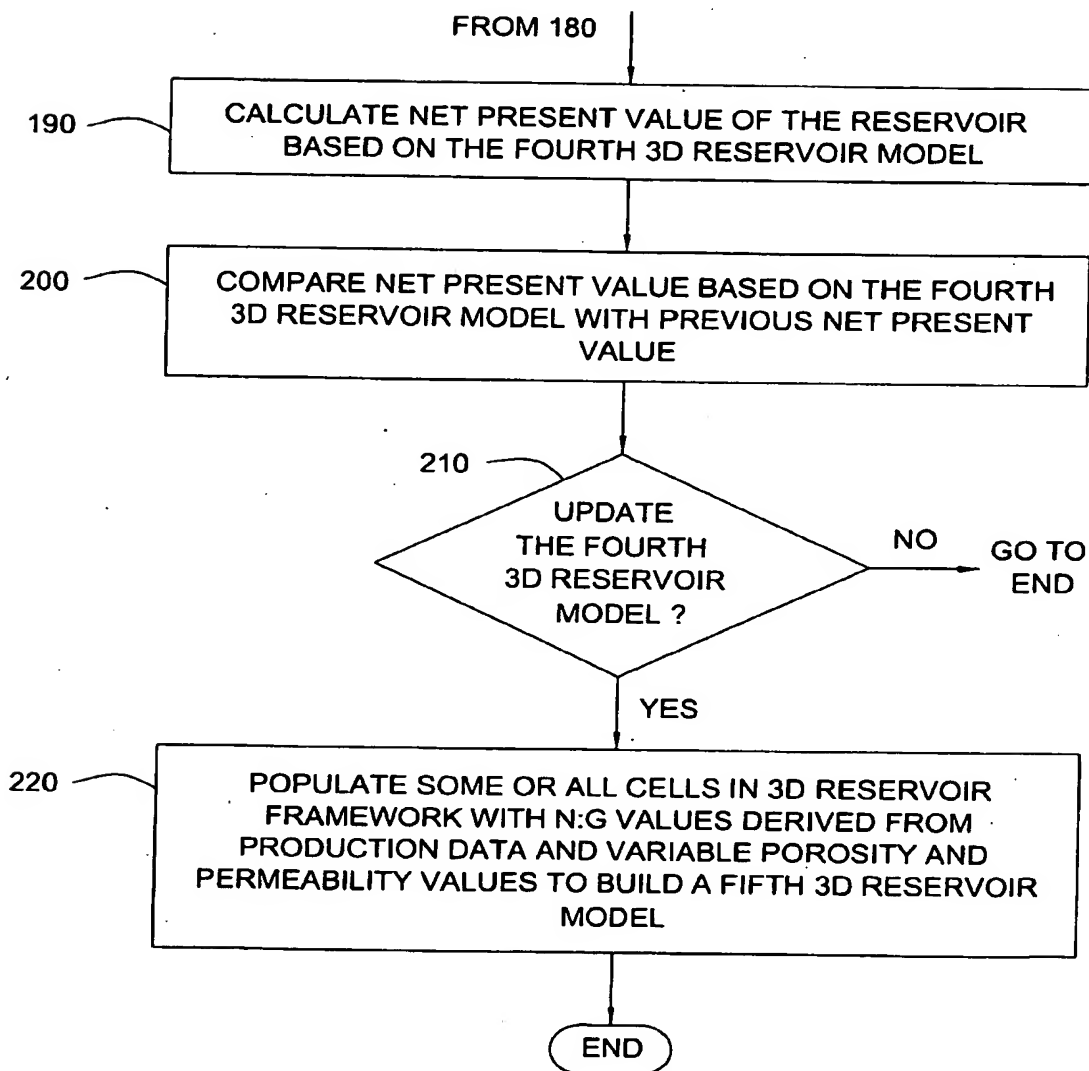 FROM 180
190
CALCULATE NET PRESENT VALUE OF THE RESERVOIR
BASED ON THE FOURTH 3D RESERVOIR MODEL
200
COMPARE NET PRESENT VALUE BASED ON THE FOURTH
3D RESERVOIR MODEL WITH PREVIOUS NET PRESENT
VALUE
210
UPDATE
THE FOURTH
3D RESERVOIR
MODEL ?
NO
GO TO
END
YES
220
POPULATE SOME OR ALL CELLS IN 3D RESERVOIR
FRAMEWORK WITH N:G VALUES DERIVED FROM
PRODUCTION DATA AND VARIABLE POROSITY AND
PERMEABILITY VALUES TO BUILD A FIFTH 3D RESERVOIR
MODEL
END